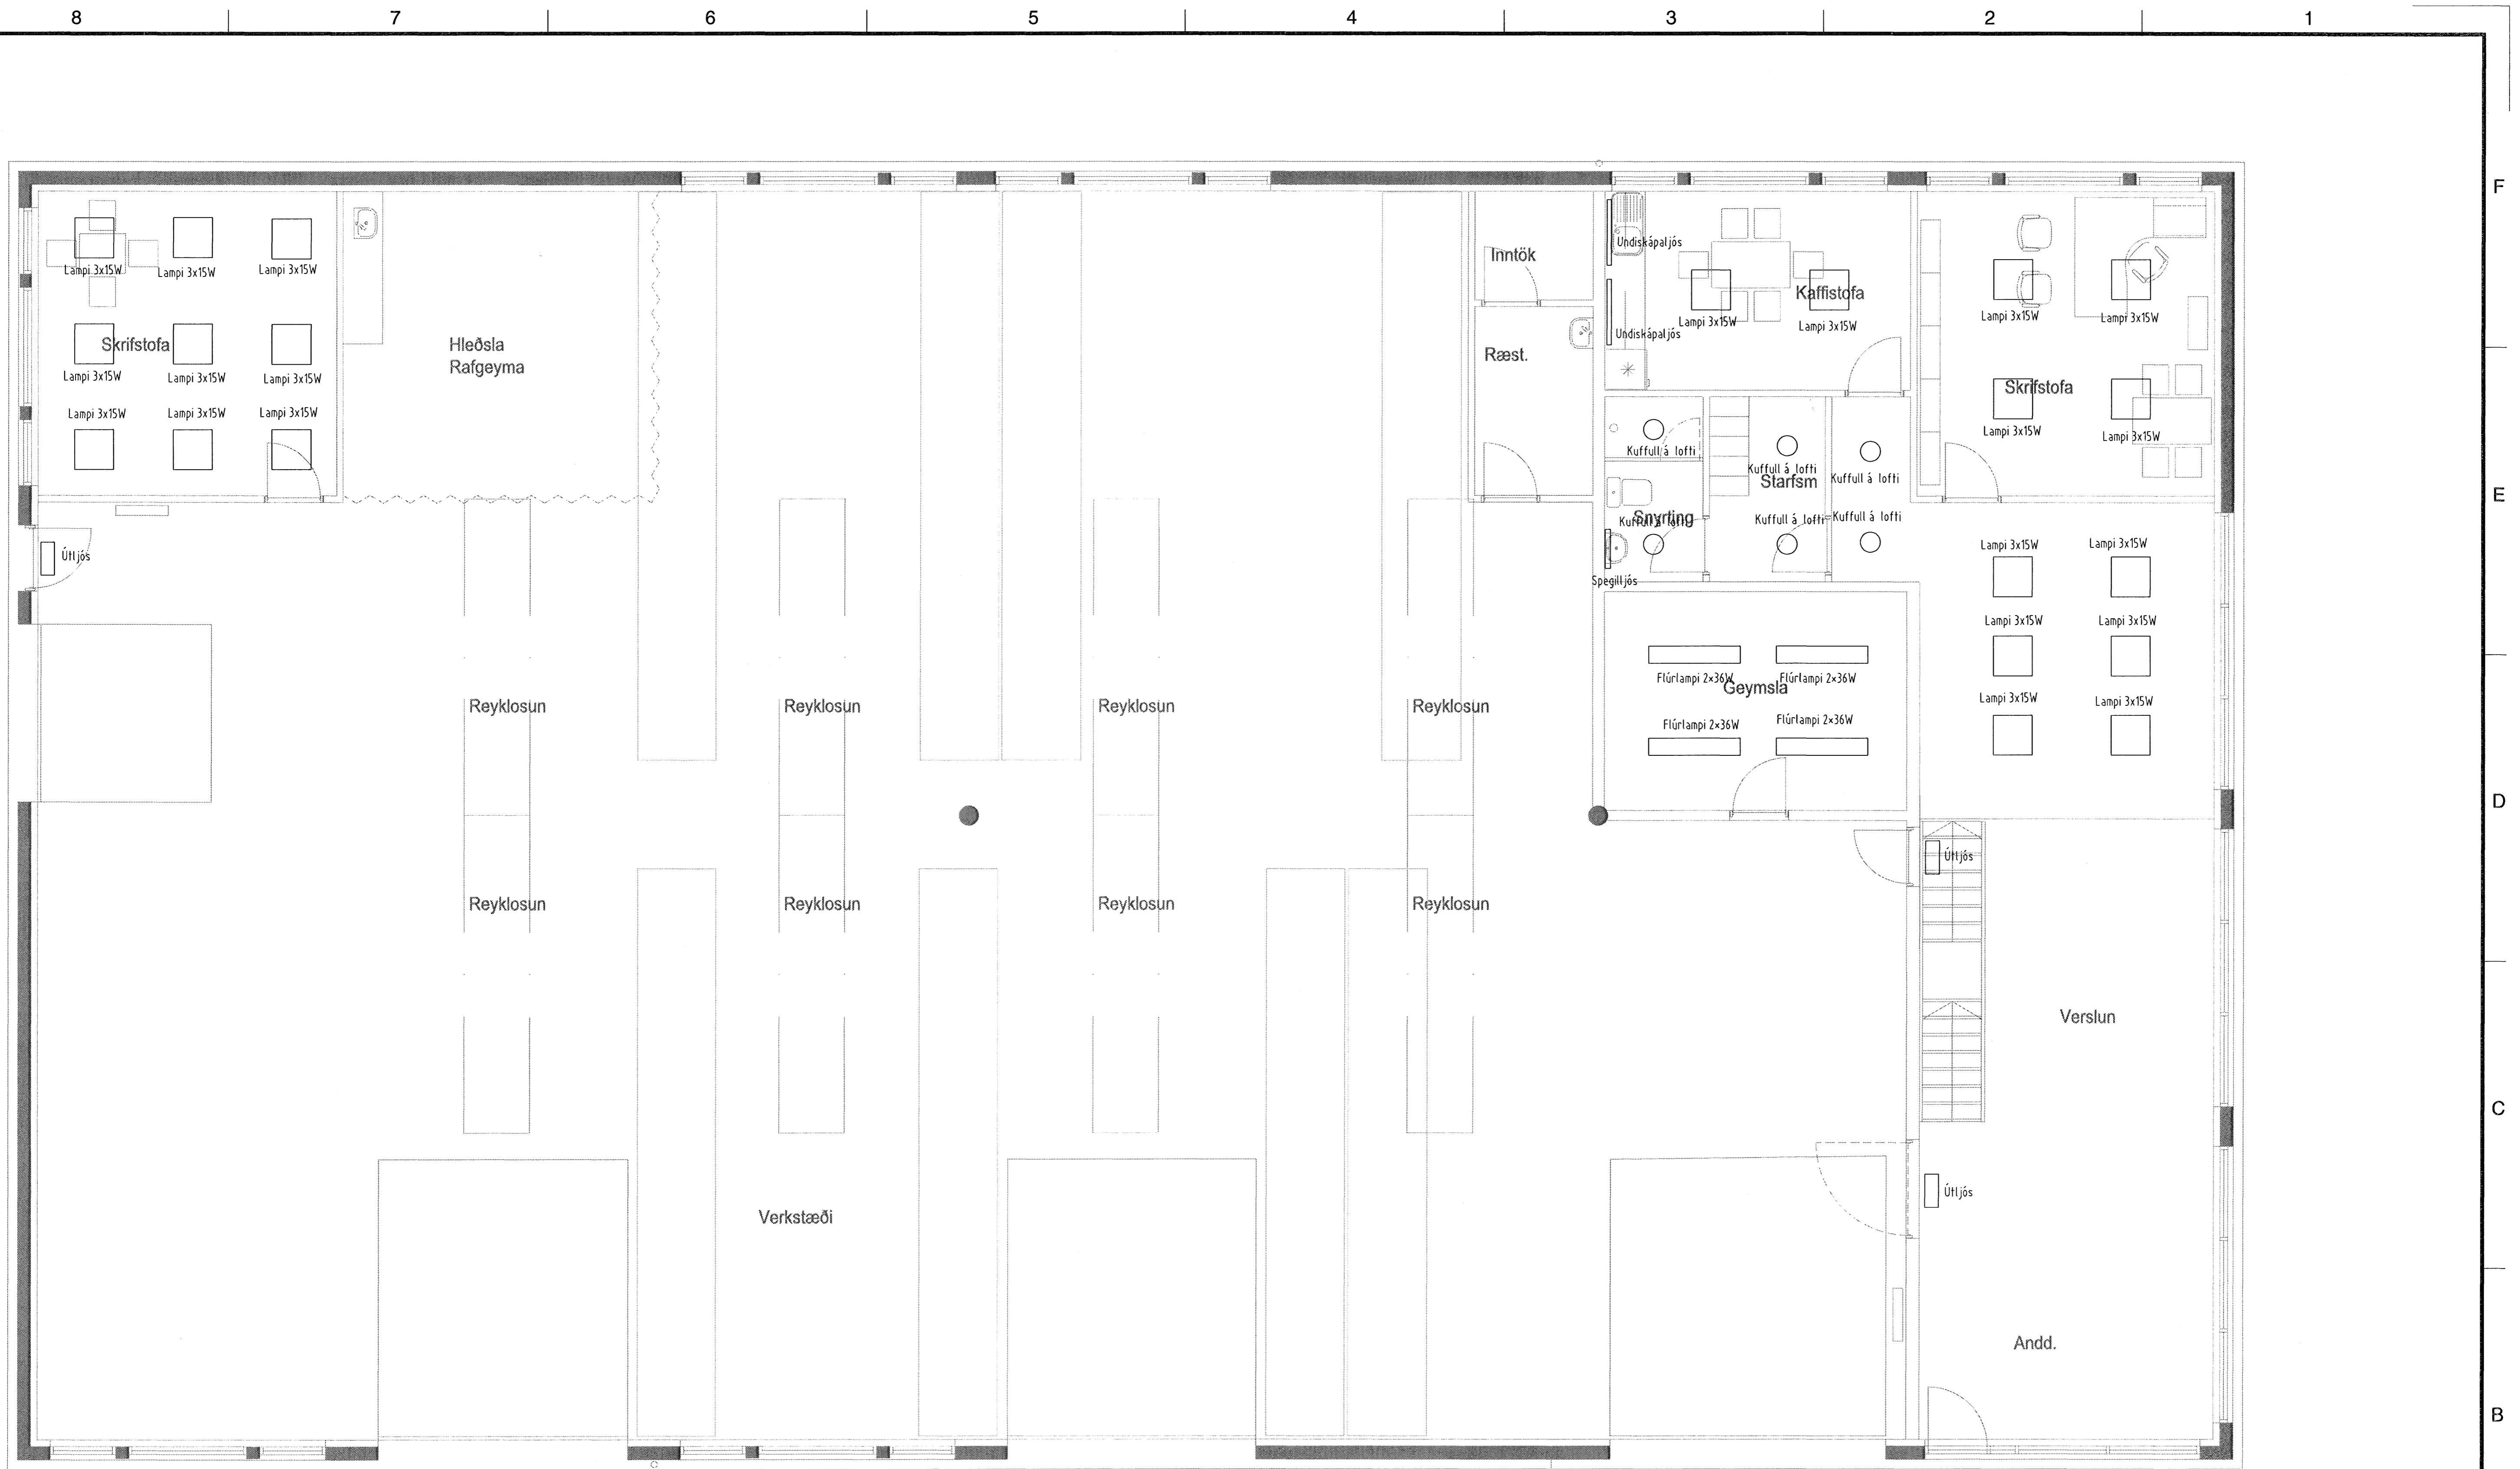 8 7 6 5 4 3 2 1
F
E
D
C
B
Lampi 3x15W Lampi 3x15W Lampi 3x15W
Skrifstofa
Lampi 3x15W Lampi 3x15W Lampi 3x15W
Lampi 3x15W Lampi 3x15W Lampi 3x15W
Hleðsla
Rafgeyma
Útljós
Inntök
Ræst.
Undiskápaljós
Undiskápaljós
Kaffistofa
Lampi 3x15W Lampi 3x15W
Lampi 3x15W Lampi 3x15W
Skrifstofa
Lampi 3x15W Lampi 3x15W
Kuffull á lofti
Kuffull á lofti
Starfsm
Kuffull á lofti
Snyrting
Kuffull á lofti
Kuffull á lofti
Kuffull á lofti
Spegilljós
Lampi 3x15W Lampi 3x15W
Lampi 3x15W Lampi 3x15W
Lampi 3x15W Lampi 3x15W
Flúrlampi 2x36W Flúrlampi 2x36W
Geymsla
Flúrlampi 2x36W Flúrlampi 2x36W
Reyklosun Reyklosun Reyklosun Reyklosun
Reyklosun Reyklosun Reyklosun Reyklosun
Útljós
Verslun
Útljós
Verkstæði
Andd.